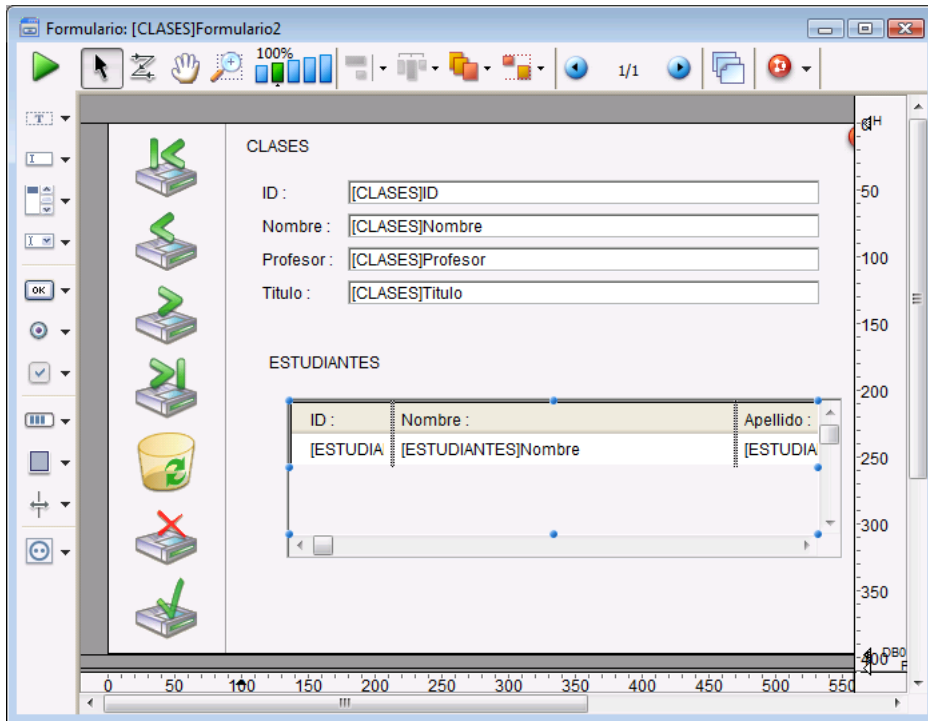 Formulario: [CLASES]Formulario2
100%
1/1
T
I
I
OK
H
CLASES
ID : [CLASES]ID
Nombre : [CLASES]Nombre
Profesor : [CLASES]Profesor
Titulo : [CLASES]Titulo
ESTUDIANTES
ID : Nombre : Apellido :
[ESTUDIA [ESTUDIANTES]Nombre [ESTUDIA
50
100
150
200
250
300
350
400
0 50 100 150 200 250 300 350 400 450 500 550